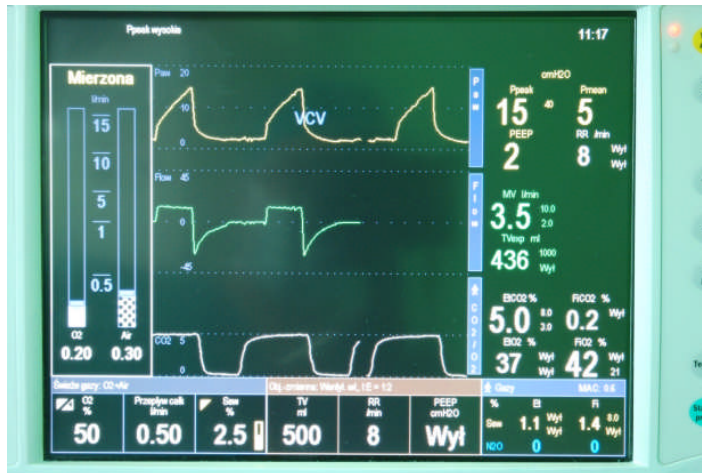 Ppeak wysokie
11:17
Mierzona
l/min
15
10
5
1
0.5
O2
Air
0.20
0.30
Paw 20
10
0
VCV
Flow 45
0
-45
CO2 5
0
Paw
Flow
CO2/O2
cmH2O
Ppeak
Pmean
15
40
5
PEEP
RR /min
2
8
Wył
Wył
MV l/min
3.5
10.0
2.0
TVexp ml
436
1000
Wył
EtCO2 %
FiCO2 %
5.0
8.0
3.0
0.2
Wył
EtO2 %
FiO2 %
37
Wył
Wył
42
Wył
21
Świeże gazy: O2+Air
Obj.-zmienna: Wentyl. wł., I:E = 1:2
Gazy
MAC: 0.6
O2
%
50
Przepływ całk
l/min
0.50
Sew
%
2.5
TV
ml
500
RR
/min
8
PEEP
cmH2O
Wył
%
Et
Fi
Sew
1.1
Wył
Wył
1.4
8.0
Wył
N2O
0
0